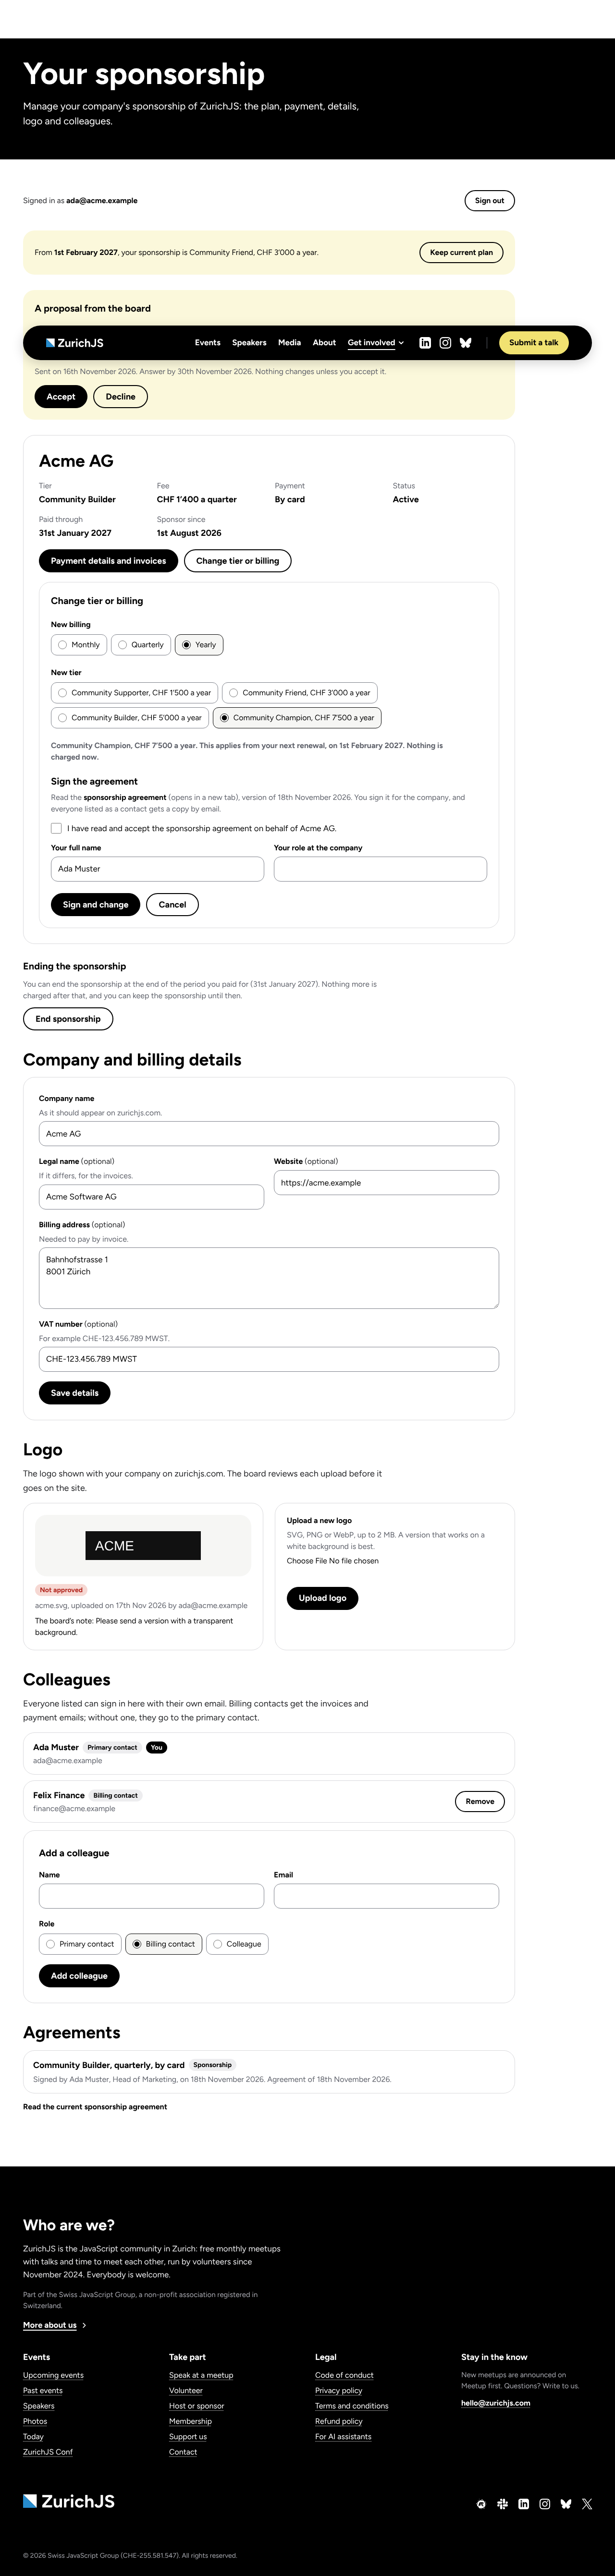 Your sponsorship
Manage your company's sponsorship of ZurichJS: the plan, payment, details,
logo and colleagues.
Signed in as ada@acme.example
Sign out
From 1st February 2027, your sponsorship is Community Friend, CHF 3'000 a year.
Keep current plan
A proposal from the board
ZurichJS
Events
Speakers
Media
About
Get involved
Submit a talk
Sent on 16th November 2026. Answer by 30th November 2026. Nothing changes unless you accept it.
Accept
Decline
Acme AG
Tier
Fee
Payment
Status
Community Builder
CHF 1'400 a quarter
By card
Active
Paid through
Sponsor since
31st January 2027
1st August 2026
Payment details and invoices
Change tier or billing
Change tier or billing
New billing
Monthly
Quarterly
Yearly
New tier
Community Supporter, CHF 1'500 a year
Community Friend, CHF 3'000 a year
Community Builder, CHF 5'000 a year
Community Champion, CHF 7'500 a year
Community Champion, CHF 7'500 a year. This applies from your next renewal, on 1st February 2027. Nothing is
charged now.
Sign the agreement
Read the sponsorship agreement (opens in a new tab), version of 18th November 2026. You sign it for the company, and
everyone listed as a contact gets a copy by email.
I have read and accept the sponsorship agreement on behalf of Acme AG.
Your full name
Your role at the company
Ada Muster
Sign and change
Cancel
Ending the sponsorship
You can end the sponsorship at the end of the period you paid for (31st January 2027). Nothing more is
charged after that, and you can keep the sponsorship until then.
End sponsorship
Company and billing details
Company name
As it should appear on zurichjs.com.
Acme AG
Legal name (optional)
Website (optional)
If it differs, for the invoices.
https://acme.example
Acme Software AG
Billing address (optional)
Needed to pay by invoice.
Bahnhofstrasse 1
8001 Zürich
VAT number (optional)
For example CHE-123.456.789 MWST.
CHE-123.456.789 MWST
Save details
Logo
The logo shown with your company on zurichjs.com. The board reviews each upload before it
goes on the site.
ACME
Not approved
acme.svg, uploaded on 17th Nov 2026 by ada@acme.example
The board's note: Please send a version with a transparent
background.
Upload a new logo
SVG, PNG or WebP, up to 2 MB. A version that works on a
white background is best.
Choose File No file chosen
Upload logo
Colleagues
Everyone listed can sign in here with their own email. Billing contacts get the invoices and
payment emails; without one, they go to the primary contact.
Ada Muster
Primary contact
You
ada@acme.example
Felix Finance
Billing contact
finance@acme.example
Remove
Add a colleague
Name
Email
Role
Primary contact
Billing contact
Colleague
Add colleague
Agreements
Community Builder, quarterly, by card
Sponsorship
Signed by Ada Muster, Head of Marketing, on 18th November 2026. Agreement of 18th November 2026.
Read the current sponsorship agreement
Who are we?
ZurichJS is the JavaScript community in Zurich: free monthly meetups
with talks and time to meet each other, run by volunteers since
November 2024. Everybody is welcome.
Part of the Swiss JavaScript Group, a non-profit association registered in
Switzerland.
More about us
Events
Upcoming events
Past events
Speakers
Photos
Today
ZurichJS Conf
Take part
Speak at a meetup
Volunteer
Host or sponsor
Membership
Support us
Contact
Legal
Code of conduct
Privacy policy
Terms and conditions
Refund policy
For AI assistants
Stay in the know
New meetups are announced on
Meetup first. Questions? Write to us.
hello@zurichjs.com
ZurichJS
© 2026 Swiss JavaScript Group (CHE-255.581.547). All rights reserved.